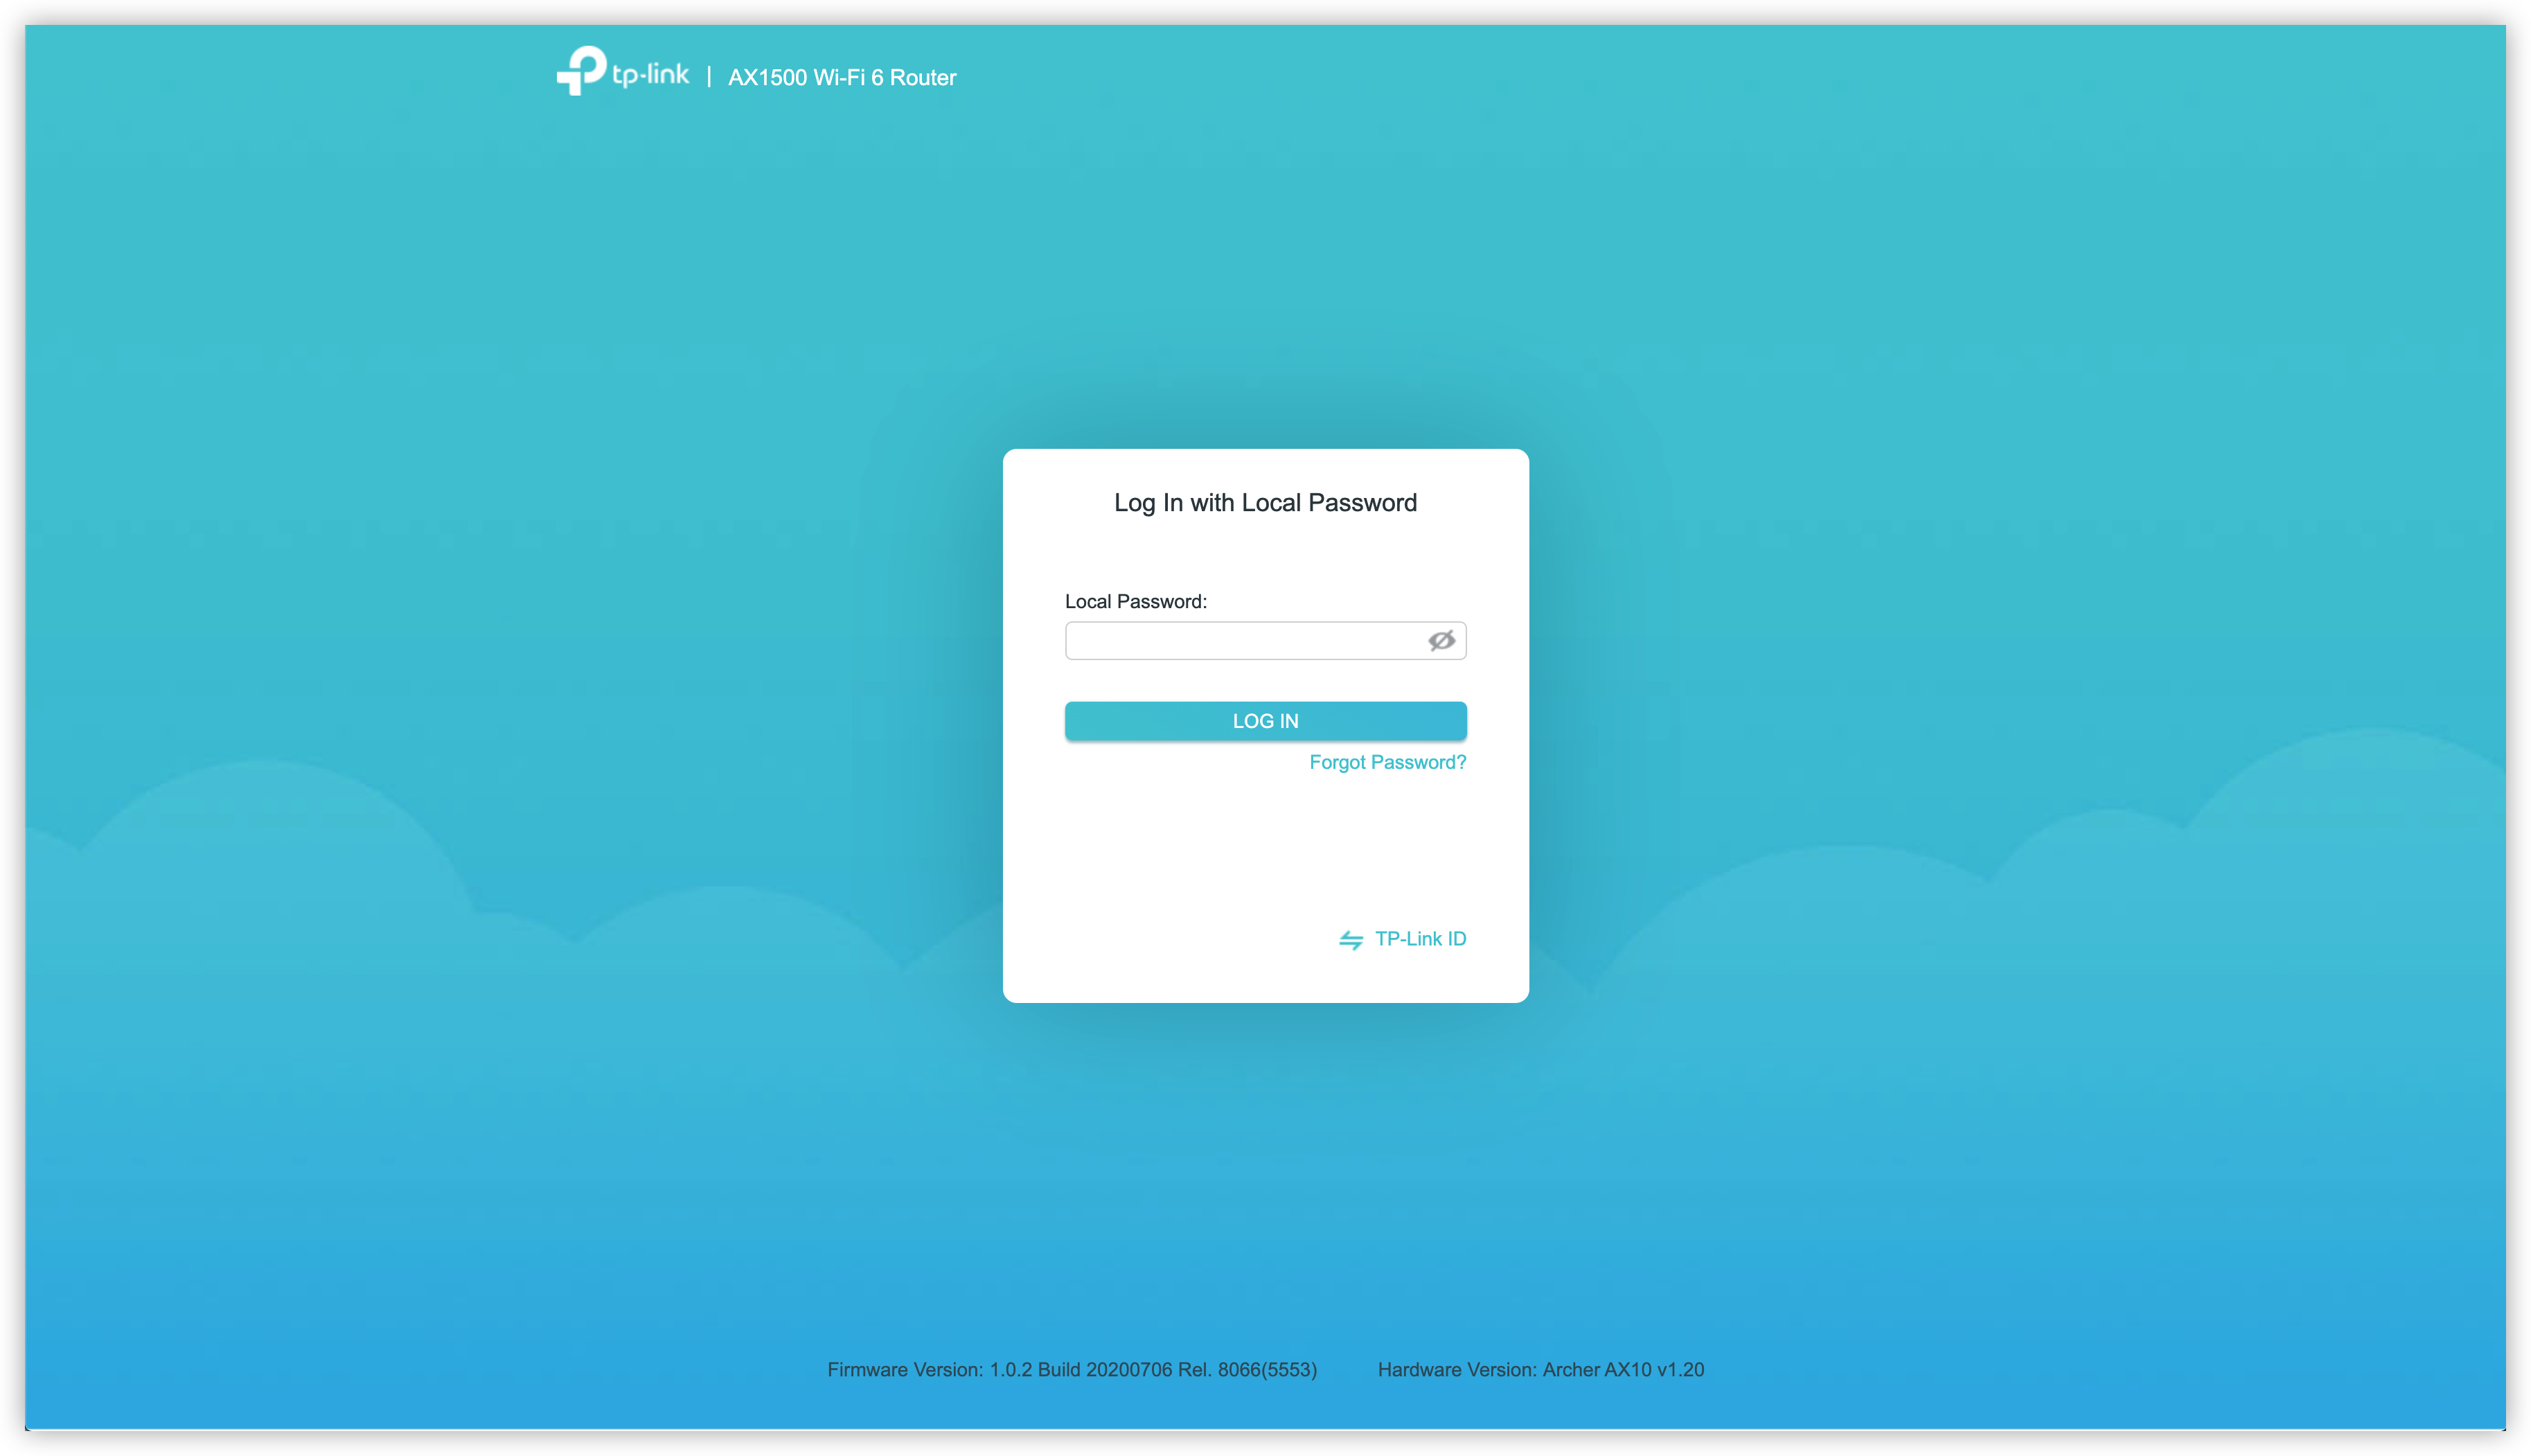 tp-link | AX1500 Wi-Fi 6 Router
Log In with Local Password
Local Password:
LOG IN
Forgot Password?
TP-Link ID
Firmware Version: 1.0.2 Build 20200706 Rel. 8066(5553) Hardware Version: Archer AX10 v1.20